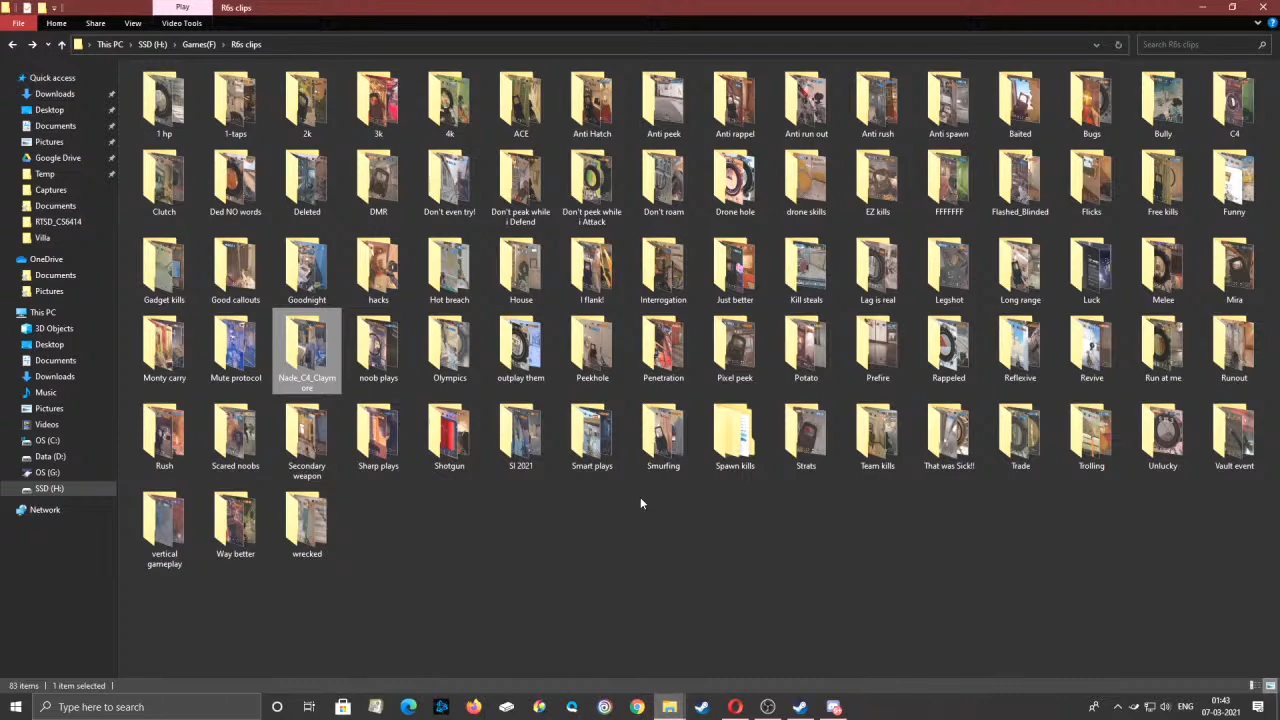 Play
R6s clips
File
Home
Share
View
Video Tools
This PC
SSD (H:)
Games(F)
R6s clips
Search R6s clips
Quick access
Downloads
Desktop
Documents
Pictures
Google Drive
Temp
Captures
Documents
RTSD_CS6414
Villa
OneDrive
Documents
Pictures
This PC
3D Objects
Desktop
Documents
Downloads
Music
Pictures
Videos
OS (C:)
Data (D:)
OS (G:)
SSD (H:)
Network
1 hp
1-taps
2k
3k
4k
ACE
Anti Hatch
Anti peek
Anti rappel
Anti run out
Anti rush
Anti spawn
Baited
Bugs
Bully
C4
Clutch
Ded NO words
Deleted
DMR
Don't even try!
Don't peak while
i Defend
Don't peek while
i Attack
Don't roam
Drone hole
drone skills
EZ kills
FFFFFFF
Flashed_Blinded
Flicks
Free kills
Funny
Gadget kills
Good callouts
Goodnight
hacks
Hot breach
House
I flank!
Interrogation
Just better
Kill steals
Lag is real
Legshot
Long range
Luck
Melee
Mira
Monty carry
Mute protocol
Nade_C4_Claym
ore
noob plays
Olympics
outplay them
Peekhole
Penetration
Pixel peek
Potato
Prefire
Rappeled
Reflexive
Revive
Run at me
Runout
Rush
Scared noobs
Secondary
weapon
Sharp plays
Shotgun
SI 2021
Smart plays
Smurfing
Spawn kills
Strats
Team kills
That was Sick!!
Trade
Trolling
Unlucky
Vault event
vertical
gameplay
Way better
wrecked
83 items
1 item selected
Type here to search
ENG
01:43
07-03-2021